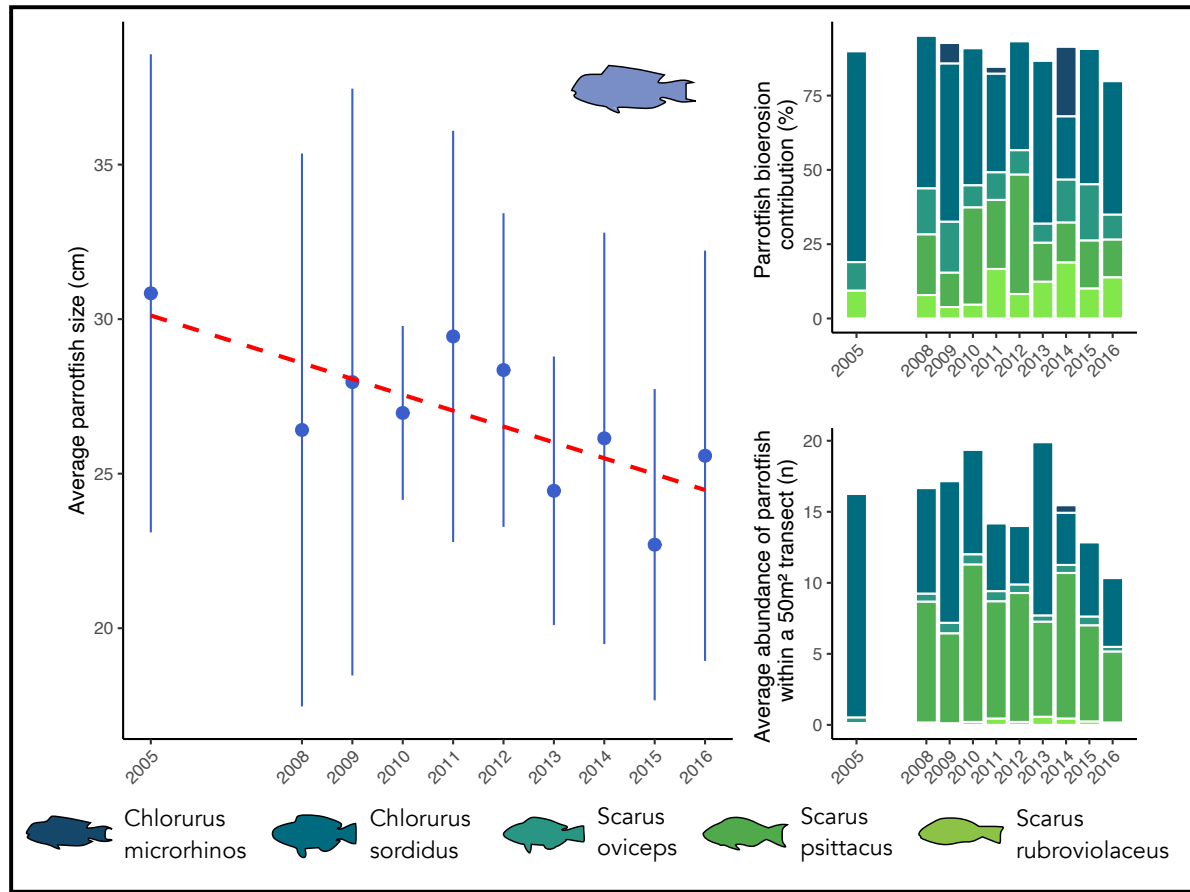 Average parrotfish size (cm)
35
30
25
20
2005
2008
2009
2010
2011
2012
2013
2014
2015
2016
Parrotfish bioerosion
contribution (%)
75
50
25
0
2005
2008
2009
2010
2011
2012
2013
2014
2015
2016
Average abundance of parrotfish
within a 50m² transect (n)
20
15
10
5
0
2005
2008
2009
2010
2011
2012
2013
2014
2015
2016
Chlorurus
microrhinos
Chlorurus
sordidus
Scarus
oviceps
Scarus
psittacus
Scarus
rubroviolaceus